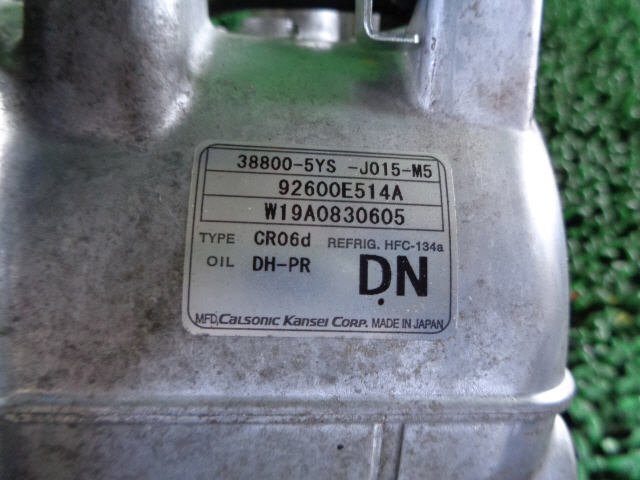 38800-5YS -J015-M5
92600E514A
W19A0830605
TYPE CR06d REFRIG. HFC-134a
OIL DH-PR DN
MFD. CALSONIC KANSEI CORP. MADE IN JAPAN